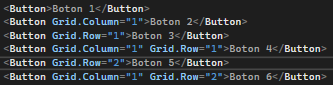 <Button>Boton 1</Button>
<Button Grid.Column="1">Boton 2</Button>
<Button Grid.Row="1">Boton 3</Button>
<Button Grid.Column="1" Grid.Row="1">Boton 4</Button>
<Button Grid.Row="2">Boton 5</Button>
<Button Grid.Column="1" Grid.Row="2">Boton 6</Button>